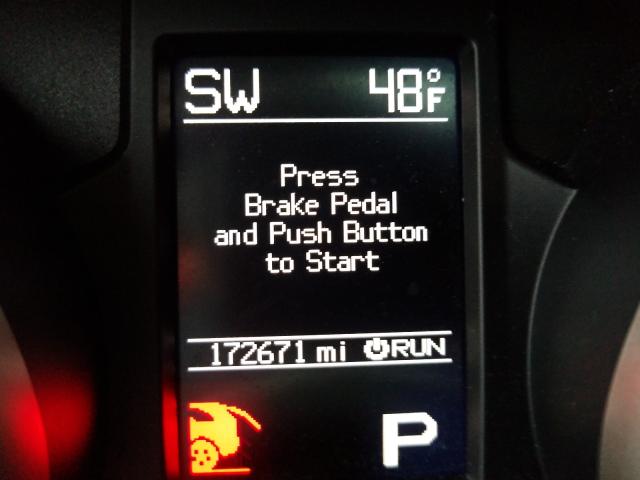 SW 48°F
Press
Brake Pedal
and Push Button
to Start
172671 mi RUN
P